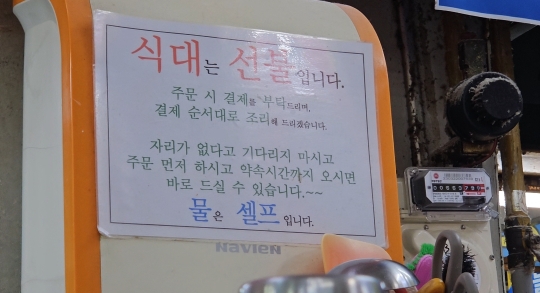 식대는 선불입니다.
주문 시 결제를 부탁드리며,
결제 순서대로 조리해 드리겠습니다.
자리가 없다고 기다리지 마시고
주문 먼저 하시고 약속시간까지 오시면
바로 드실 수 있습니다.~~
물은 셀프입니다.
NAVIEN